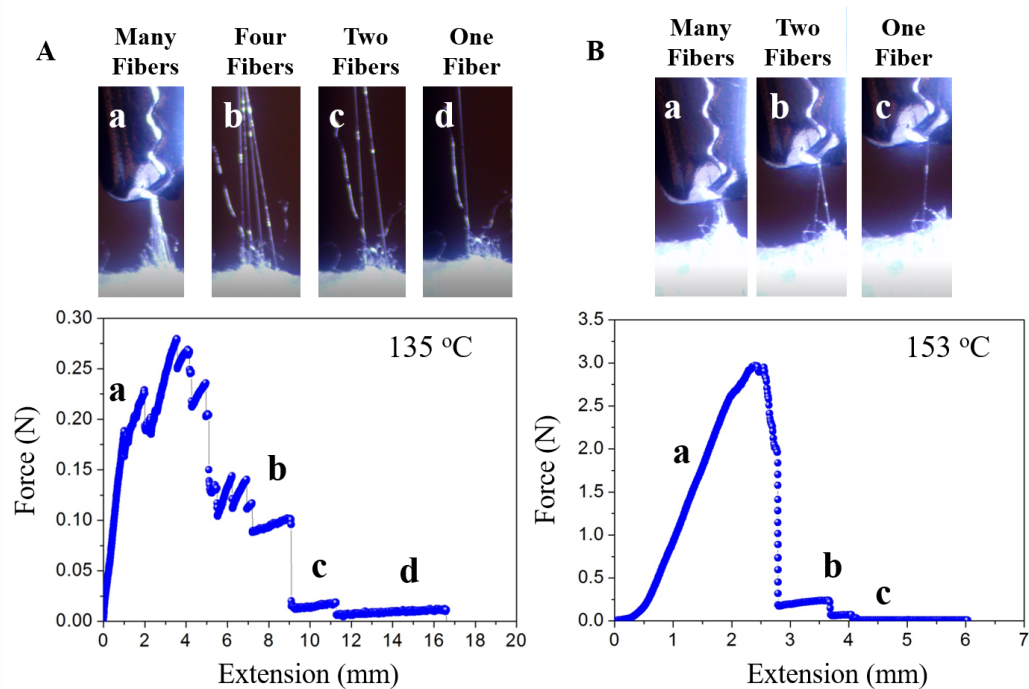 A
Many
Fibers
Four
Fibers
Two
Fibers
One
Fiber
a
b
c
d
B
Many
Fibers
Two
Fibers
One
Fiber
a
b
c
135 °C
a
b
c
d
Force (N)
0.30
0.25
0.20
0.15
0.10
0.05
0.00
0 2 4 6 8 10 12 14 16 18 20
Extension (mm)
153 °C
a
b
c
Force (N)
3.5
3.0
2.5
2.0
1.5
1.0
0.5
0.0
0 1 2 3 4 5 6 7
Extension (mm)